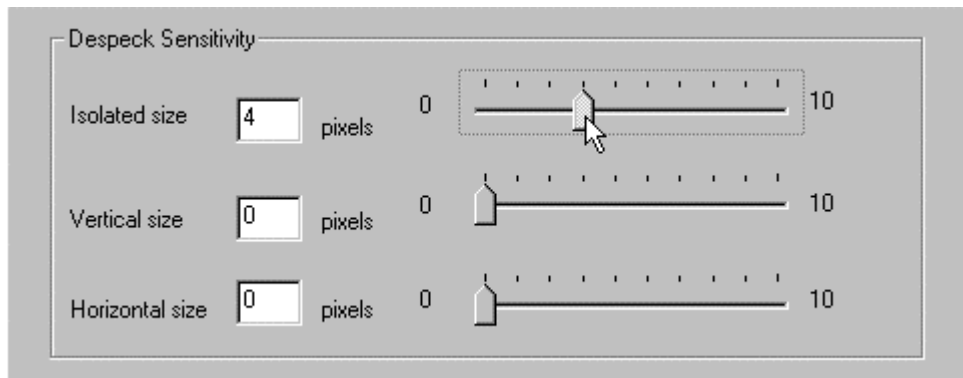 Despeck Sensitivity
Isolated size 4 pixels 0 10
Vertical size 0 pixels 0 10
Horizontal size 0 pixels 0 10